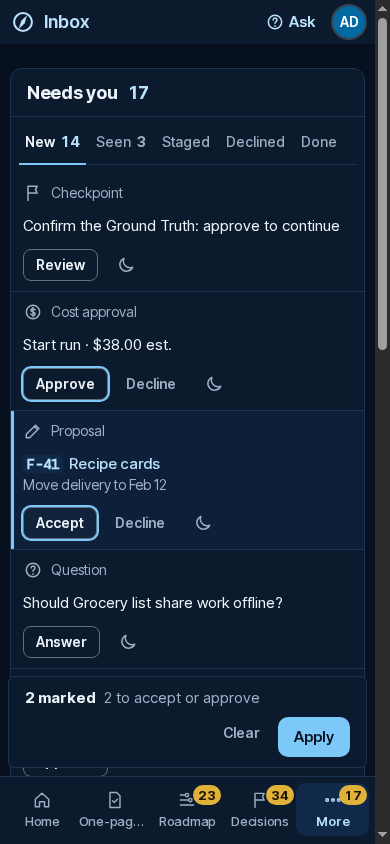 Inbox
Ask
AD
Needs you 17
New 14 Seen 3 Staged Declined Done
Checkpoint
Confirm the Ground Truth: approve to continue
Review
Cost approval
Start run · $38.00 est.
Approve Decline
Proposal
F-41 Recipe cards
Move delivery to Feb 12
Accept Decline
Question
Should Grocery list share work offline?
Answer
2 marked 2 to accept or approve
Clear Apply
23 34 17
Home One-pag… Roadmap Decisions More